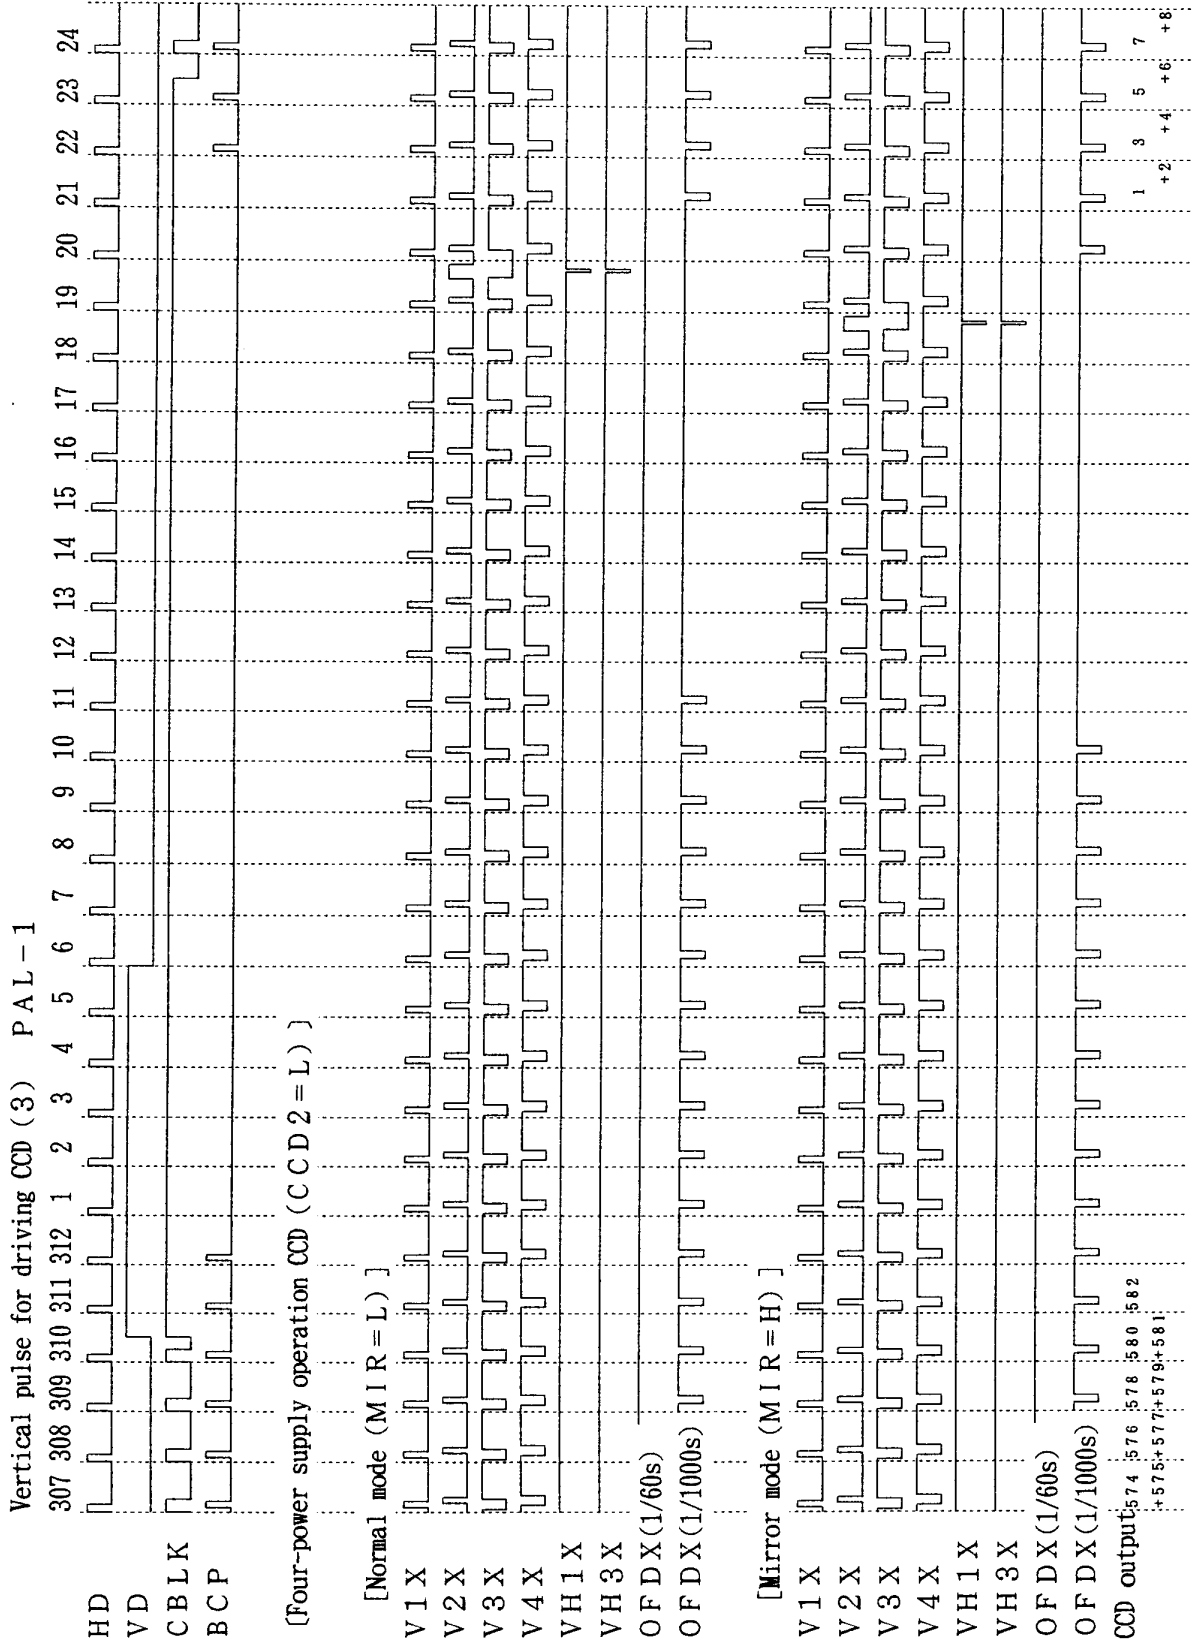 Vertical pulse for driving CCD (3) PAL-1
307 308 309 310 311 312 1 2 3 4 5 6 7 8 9 10 11 12 13 14 15 16 17 18 19 20 21 22 23 24
HD
VD
CBLK
BCP
[Four-power supply operation CCD (CCD2=L) ]
[Normal mode (MIR=L) ]
V1X
V2X
V3X
V4X
VH1X
VH3X
OFDX(1/60s)
OFDX(1/1000s)
[Mirror mode (MIR=H) ]
V1X
V2X
V3X
V4X
VH1X
VH3X
OFDX(1/60s)
OFDX(1/1000s)
CCD output 574 576 578 580 582 1 3 5 7
+575+577+579+581 +2 +4 +6 +8